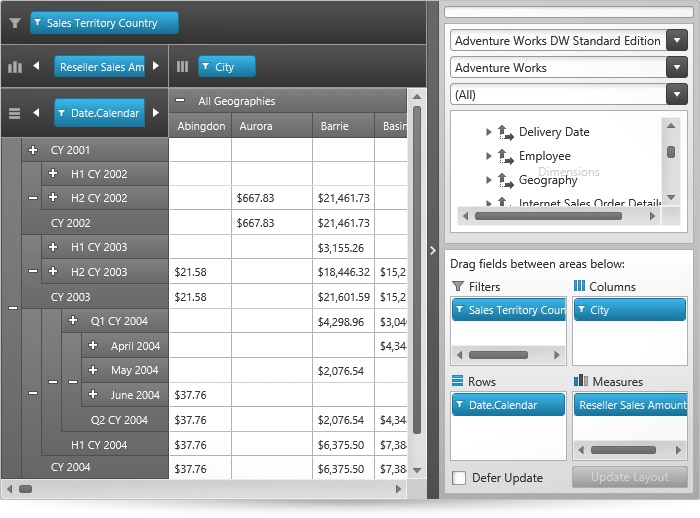 Sales Territory Country
Reseller Sales Am
City
Date.Calendar
All Geographies
Abingdon Aurora Barrie Basin
CY 2001
H1 CY 2002
H2 CY 2002 $667.83 $21,461.73
CY 2002 $667.83 $21,461.73
H1 CY 2003 $3,155.26
H2 CY 2003 $21.58 $18,446.32 $15,2
CY 2003 $21.58 $21,601.59 $15,2
Q1 CY 2004 $4,298.96 $3,04
April 2004 $4,34
May 2004 $2,076.54
June 2004 $37.76
Q2 CY 2004 $37.76 $2,076.54 $4,34
H1 CY 2004 $37.76 $6,375.50 $7,38
CY 2004 $37.76 $6,375.50 $7,38
Adventure Works DW Standard Edition
Adventure Works
(All)
Delivery Date
Employee
Dimensions
Geography
Internet Sales Order Details
Drag fields between areas below:
Filters Columns
Sales Territory Coun City
Rows Measures
Date.Calendar Reseller Sales Amount
Defer Update Update Layout